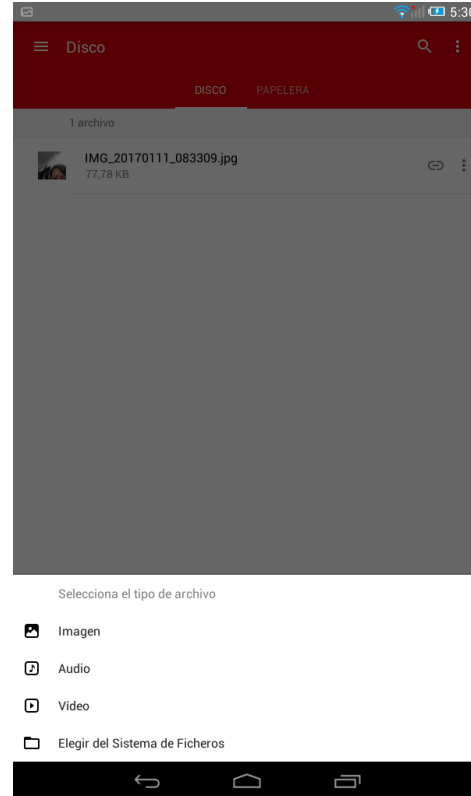 5:30
Disco
DISCO PAPELERA
1 archivo
IMG_20170111_083309.jpg
77,78 KB
Selecciona el tipo de archivo
Imagen
Audio
Vídeo
Elegir del Sistema de Ficheros